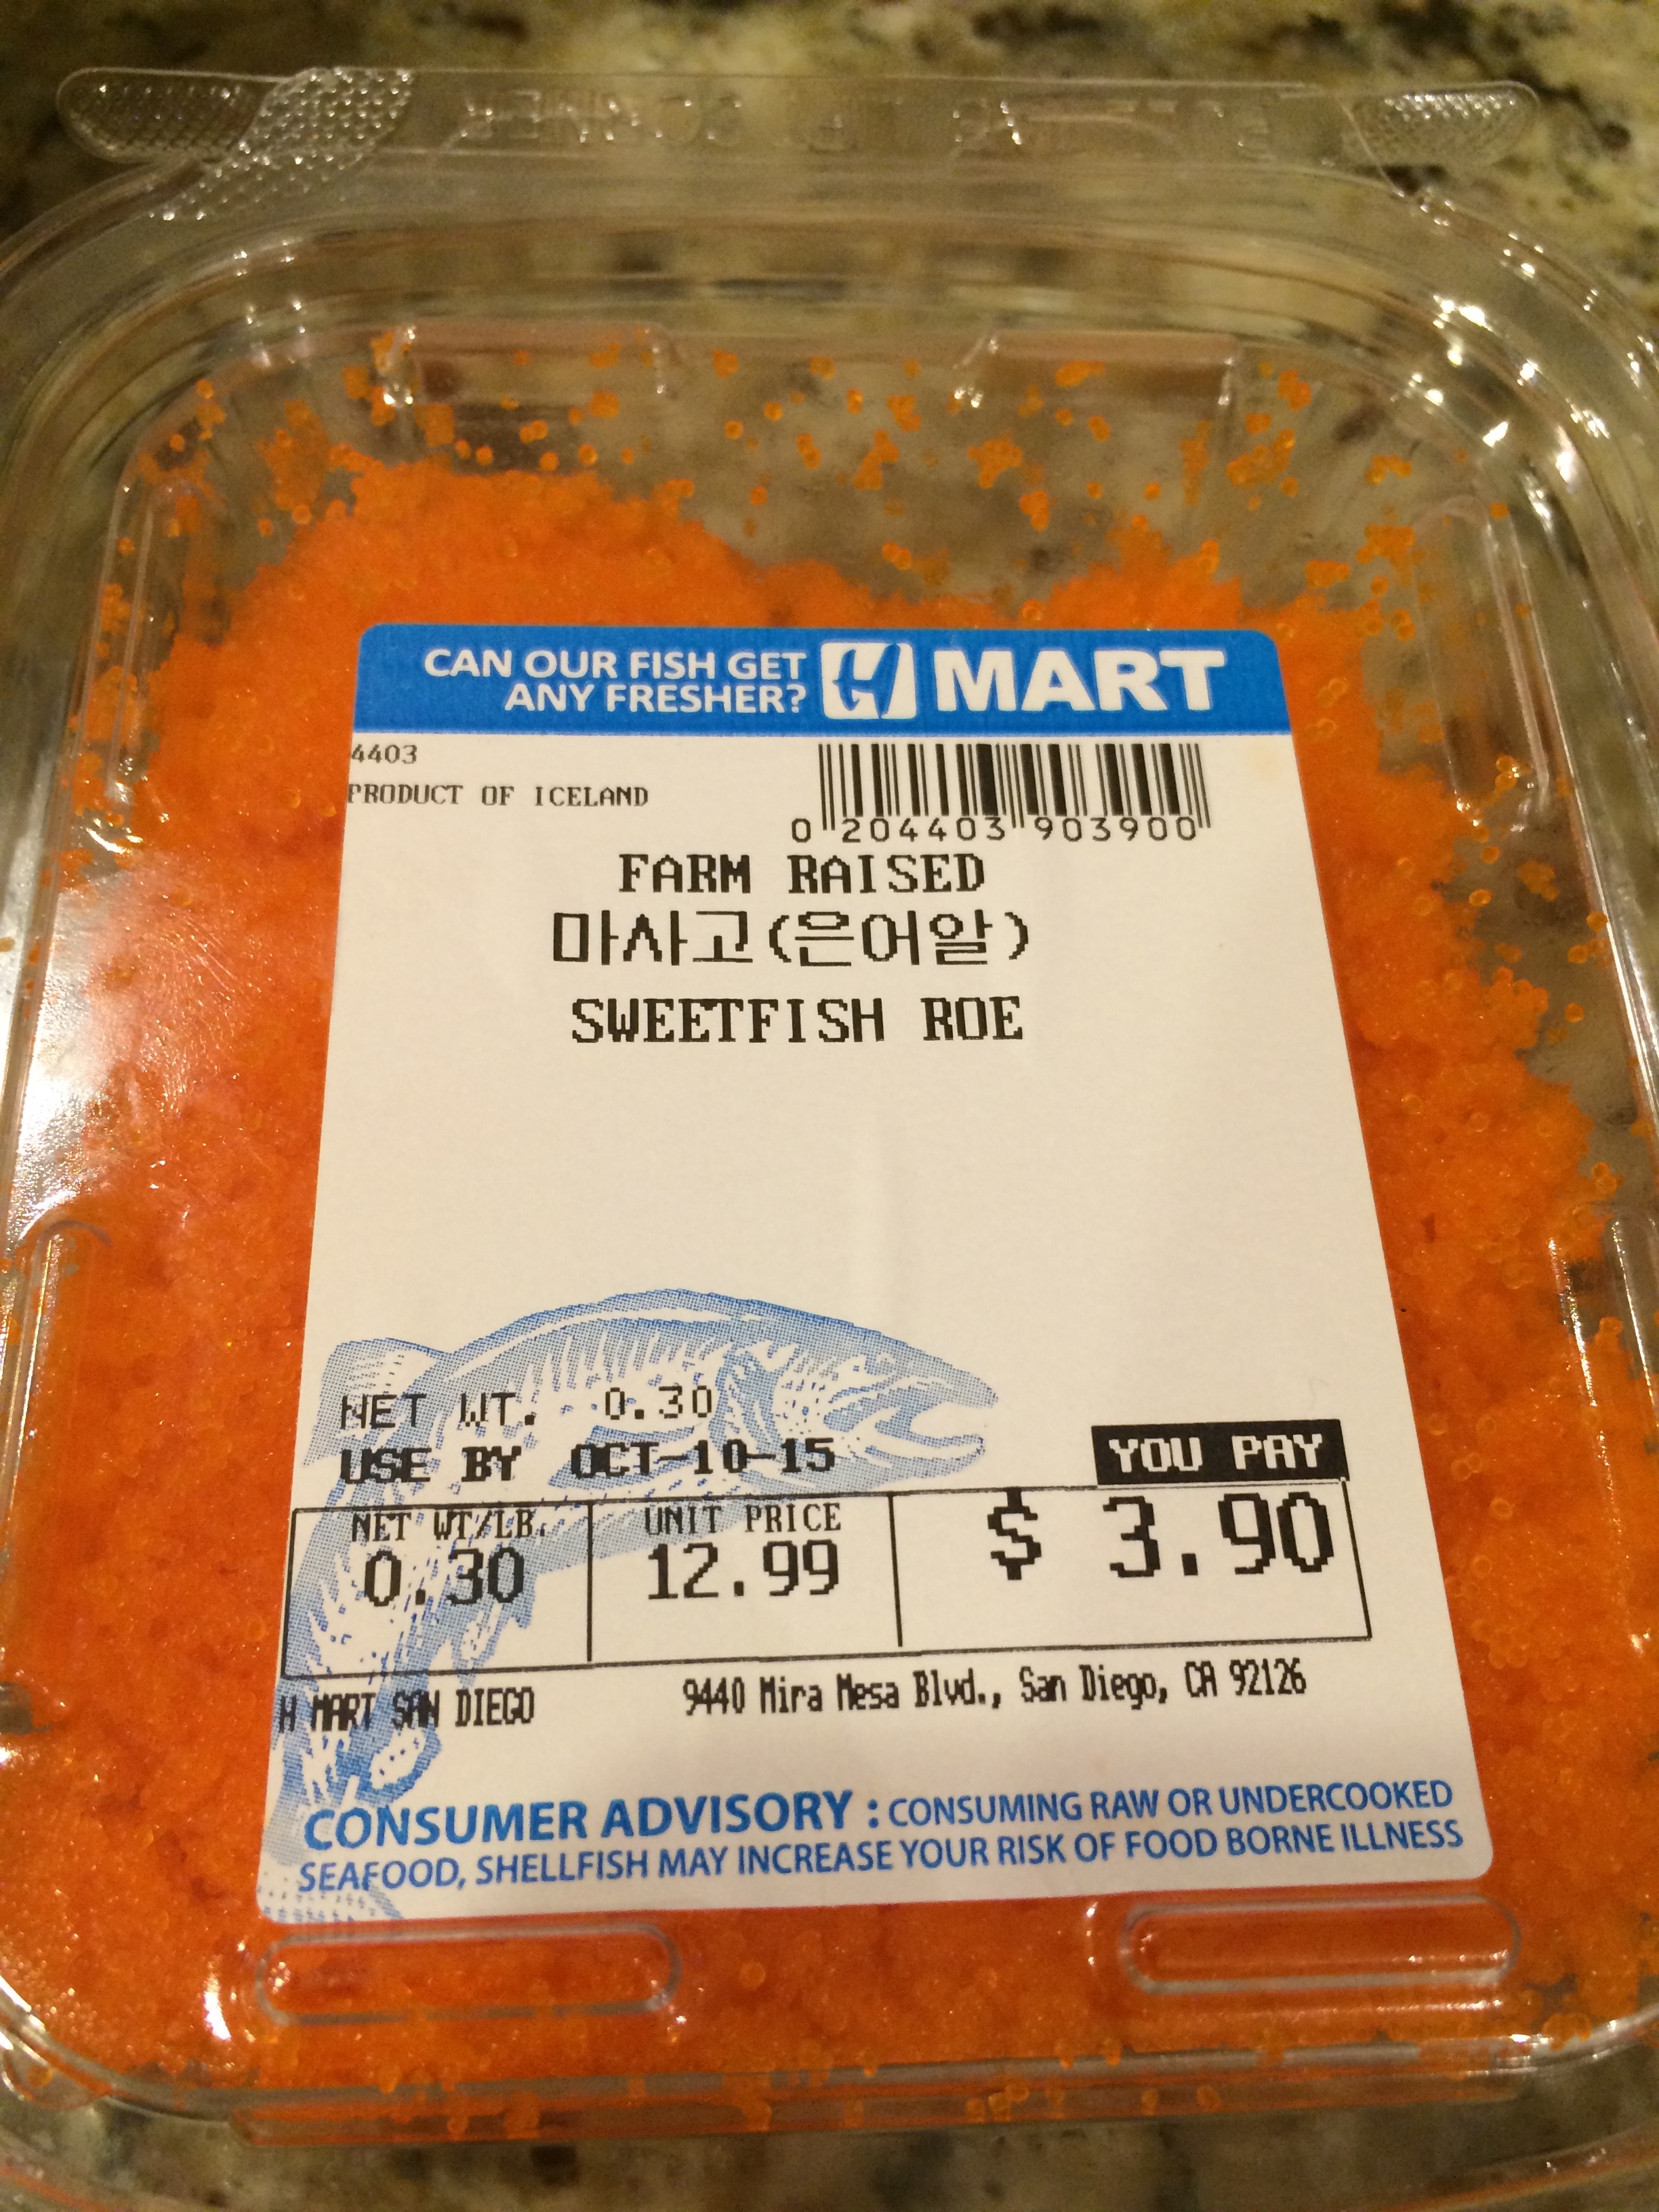 CAN OUR FISH GET
ANY FRESHER?
H MART
4403
PRODUCT OF ICELAND
0 204403 903900
FARM RAISED
마사고(은어알)
SWEETFISH ROE
NET WT. 0.30
USE BY OCT-10-15
YOU PAY
NET WT/LB. UNIT PRICE
0.30 12.99 $ 3.90
H MART SAN DIEGO 9440 Mira Mesa Blvd., San Diego, CA 92126
CONSUMER ADVISORY : CONSUMING RAW OR UNDERCOOKED
SEAFOOD, SHELLFISH MAY INCREASE YOUR RISK OF FOOD BORNE ILLNESS